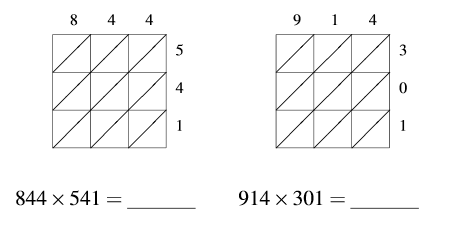 8 4 4 9 1 4
5 3
4 0
1 1
844 × 541 = ______ 914 × 301 = ______